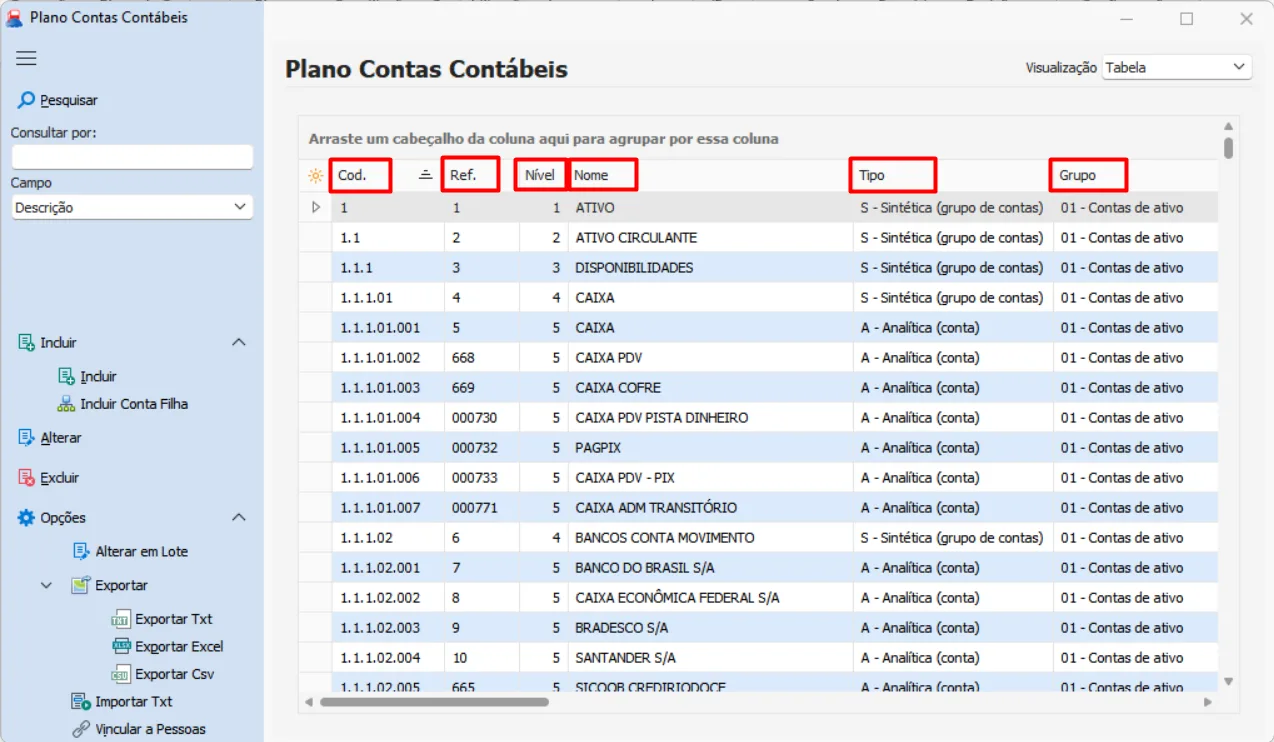 Plano Contas Contábeis
Pesquisar
Consultar por:
Campo
Descrição
Incluir
Incluir
Incluir Conta Filha
Alterar
Excluir
Opções
Alterar em Lote
Exportar
Exportar Txt
Exportar Excel
Exportar Csv
Importar Txt
Vincular a Pessoas
Plano Contas Contábeis
Visualização Tabela
Arraste um cabeçalho da coluna aqui para agrupar por essa coluna
Cod. Ref. Nível Nome Tipo Grupo
1 1 1 ATIVO S - Sintética (grupo de contas) 01 - Contas de ativo
1.1 2 2 ATIVO CIRCULANTE S - Sintética (grupo de contas) 01 - Contas de ativo
1.1.1 3 3 DISPONIBILIDADES S - Sintética (grupo de contas) 01 - Contas de ativo
1.1.1.01 4 4 CAIXA S - Sintética (grupo de contas) 01 - Contas de ativo
1.1.1.01.001 5 5 CAIXA A - Analítica (conta) 01 - Contas de ativo
1.1.1.01.002 668 5 CAIXA PDV A - Analítica (conta) 01 - Contas de ativo
1.1.1.01.003 669 5 CAIXA COFRE A - Analítica (conta) 01 - Contas de ativo
1.1.1.01.004 000730 5 CAIXA PDV PISTA DINHEIRO A - Analítica (conta) 01 - Contas de ativo
1.1.1.01.005 000732 5 PAGPIX A - Analítica (conta) 01 - Contas de ativo
1.1.1.01.006 000733 5 CAIXA PDV - PIX A - Analítica (conta) 01 - Contas de ativo
1.1.1.01.007 000771 5 CAIXA ADM TRANSITÓRIO A - Analítica (conta) 01 - Contas de ativo
1.1.1.02 6 4 BANCOS CONTA MOVIMENTO S - Sintética (grupo de contas) 01 - Contas de ativo
1.1.1.02.001 7 5 BANCO DO BRASIL S/A A - Analítica (conta) 01 - Contas de ativo
1.1.1.02.002 8 5 CAIXA ECONÔMICA FEDERAL S/A A - Analítica (conta) 01 - Contas de ativo
1.1.1.02.003 9 5 BRADESCO S/A A - Analítica (conta) 01 - Contas de ativo
1.1.1.02.004 10 5 SANTANDER S/A A - Analítica (conta) 01 - Contas de ativo
1.1.1.02.005 665 5 SICOOB CREDIRIODOCE A - Analítica (conta) 01 - Contas de ativo